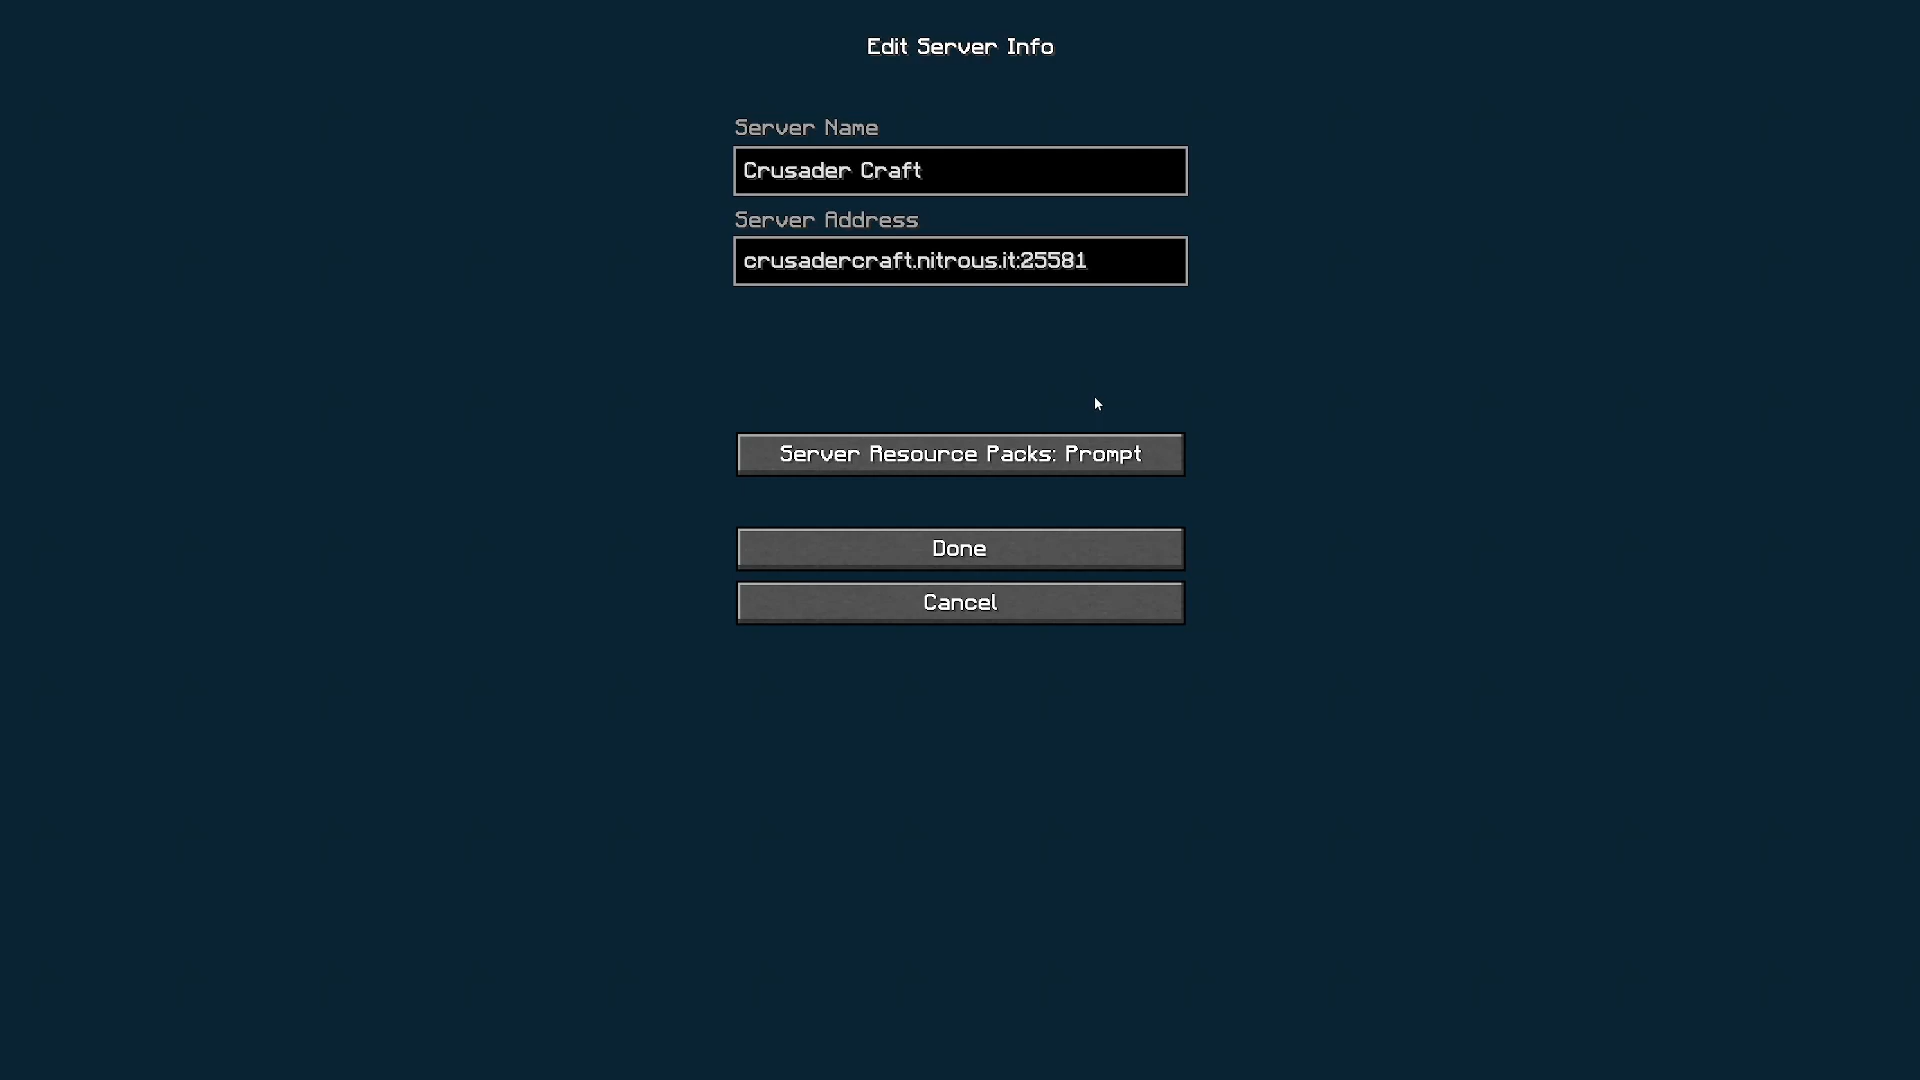 Edit Server Info
Server Name
Crusader Craft
Server Address
crusadercraft.nitrous.it:25581
Server Resource Packs: Prompt
Done
Cancel